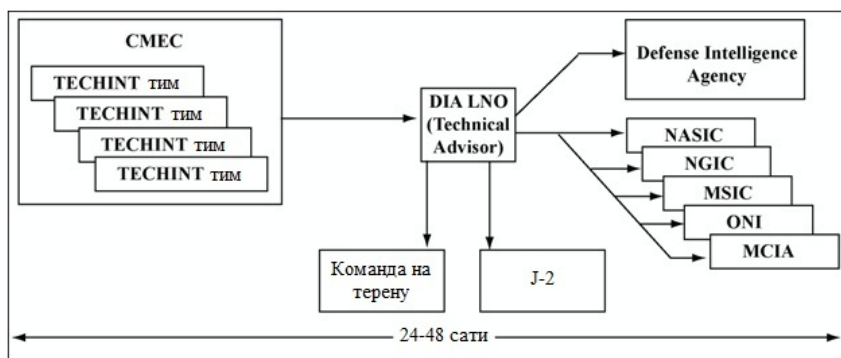 CMEC
TECHINT тим
TECHINT тим
TECHINT тим
TECHINT тим
DIA LNO
(Technical
Advisor)
Defense Intelligence
Agency
NASIC
NGIC
MSIC
ONI
MCIA
Команда на
терену
Ј-2
24-48 сати